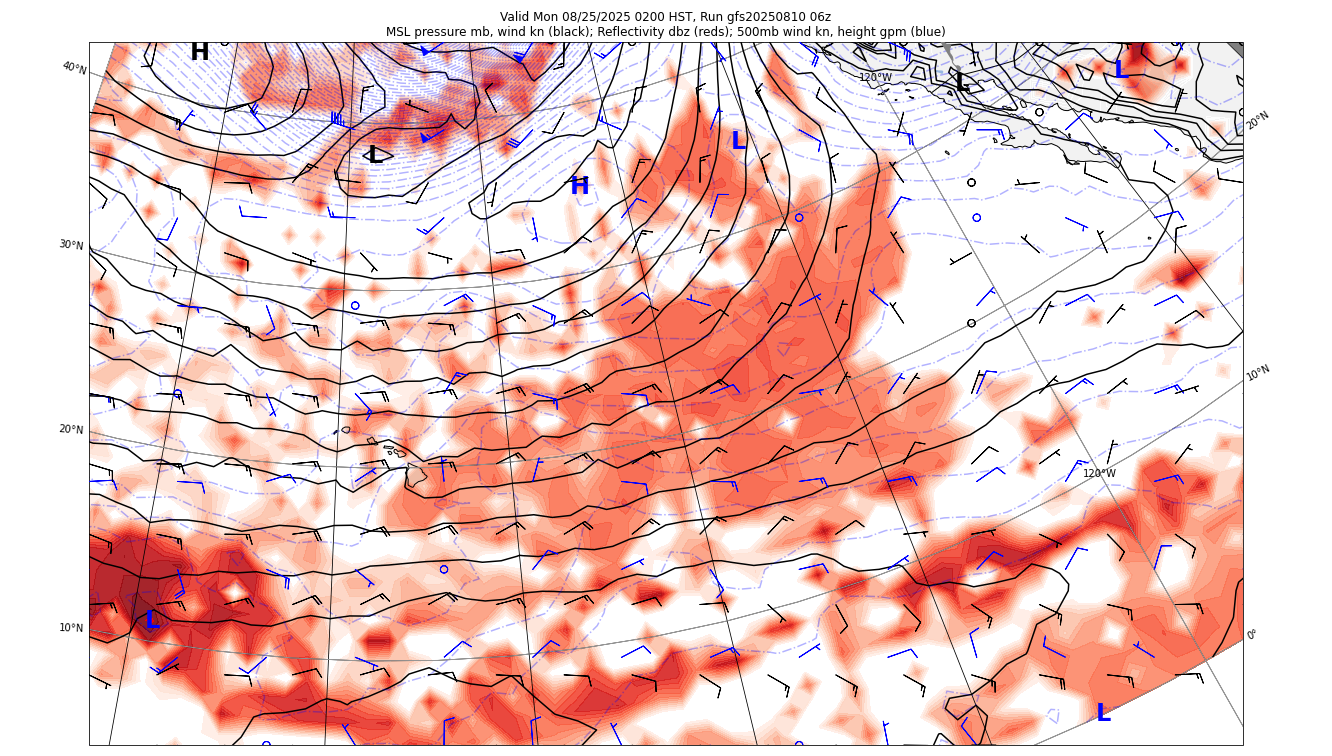 Valid Mon 08/25/2025 0200 HST, Run gfs20250810 06z
MSL pressure mb, wind kn (black); Reflectivity dbz (reds); 500mb wind kn, height gpm (blue)
H
40°N
L
120°W
L
20°N
L
L
H
30°N
10°N
20°N
120°W
L
10°N
0°
L